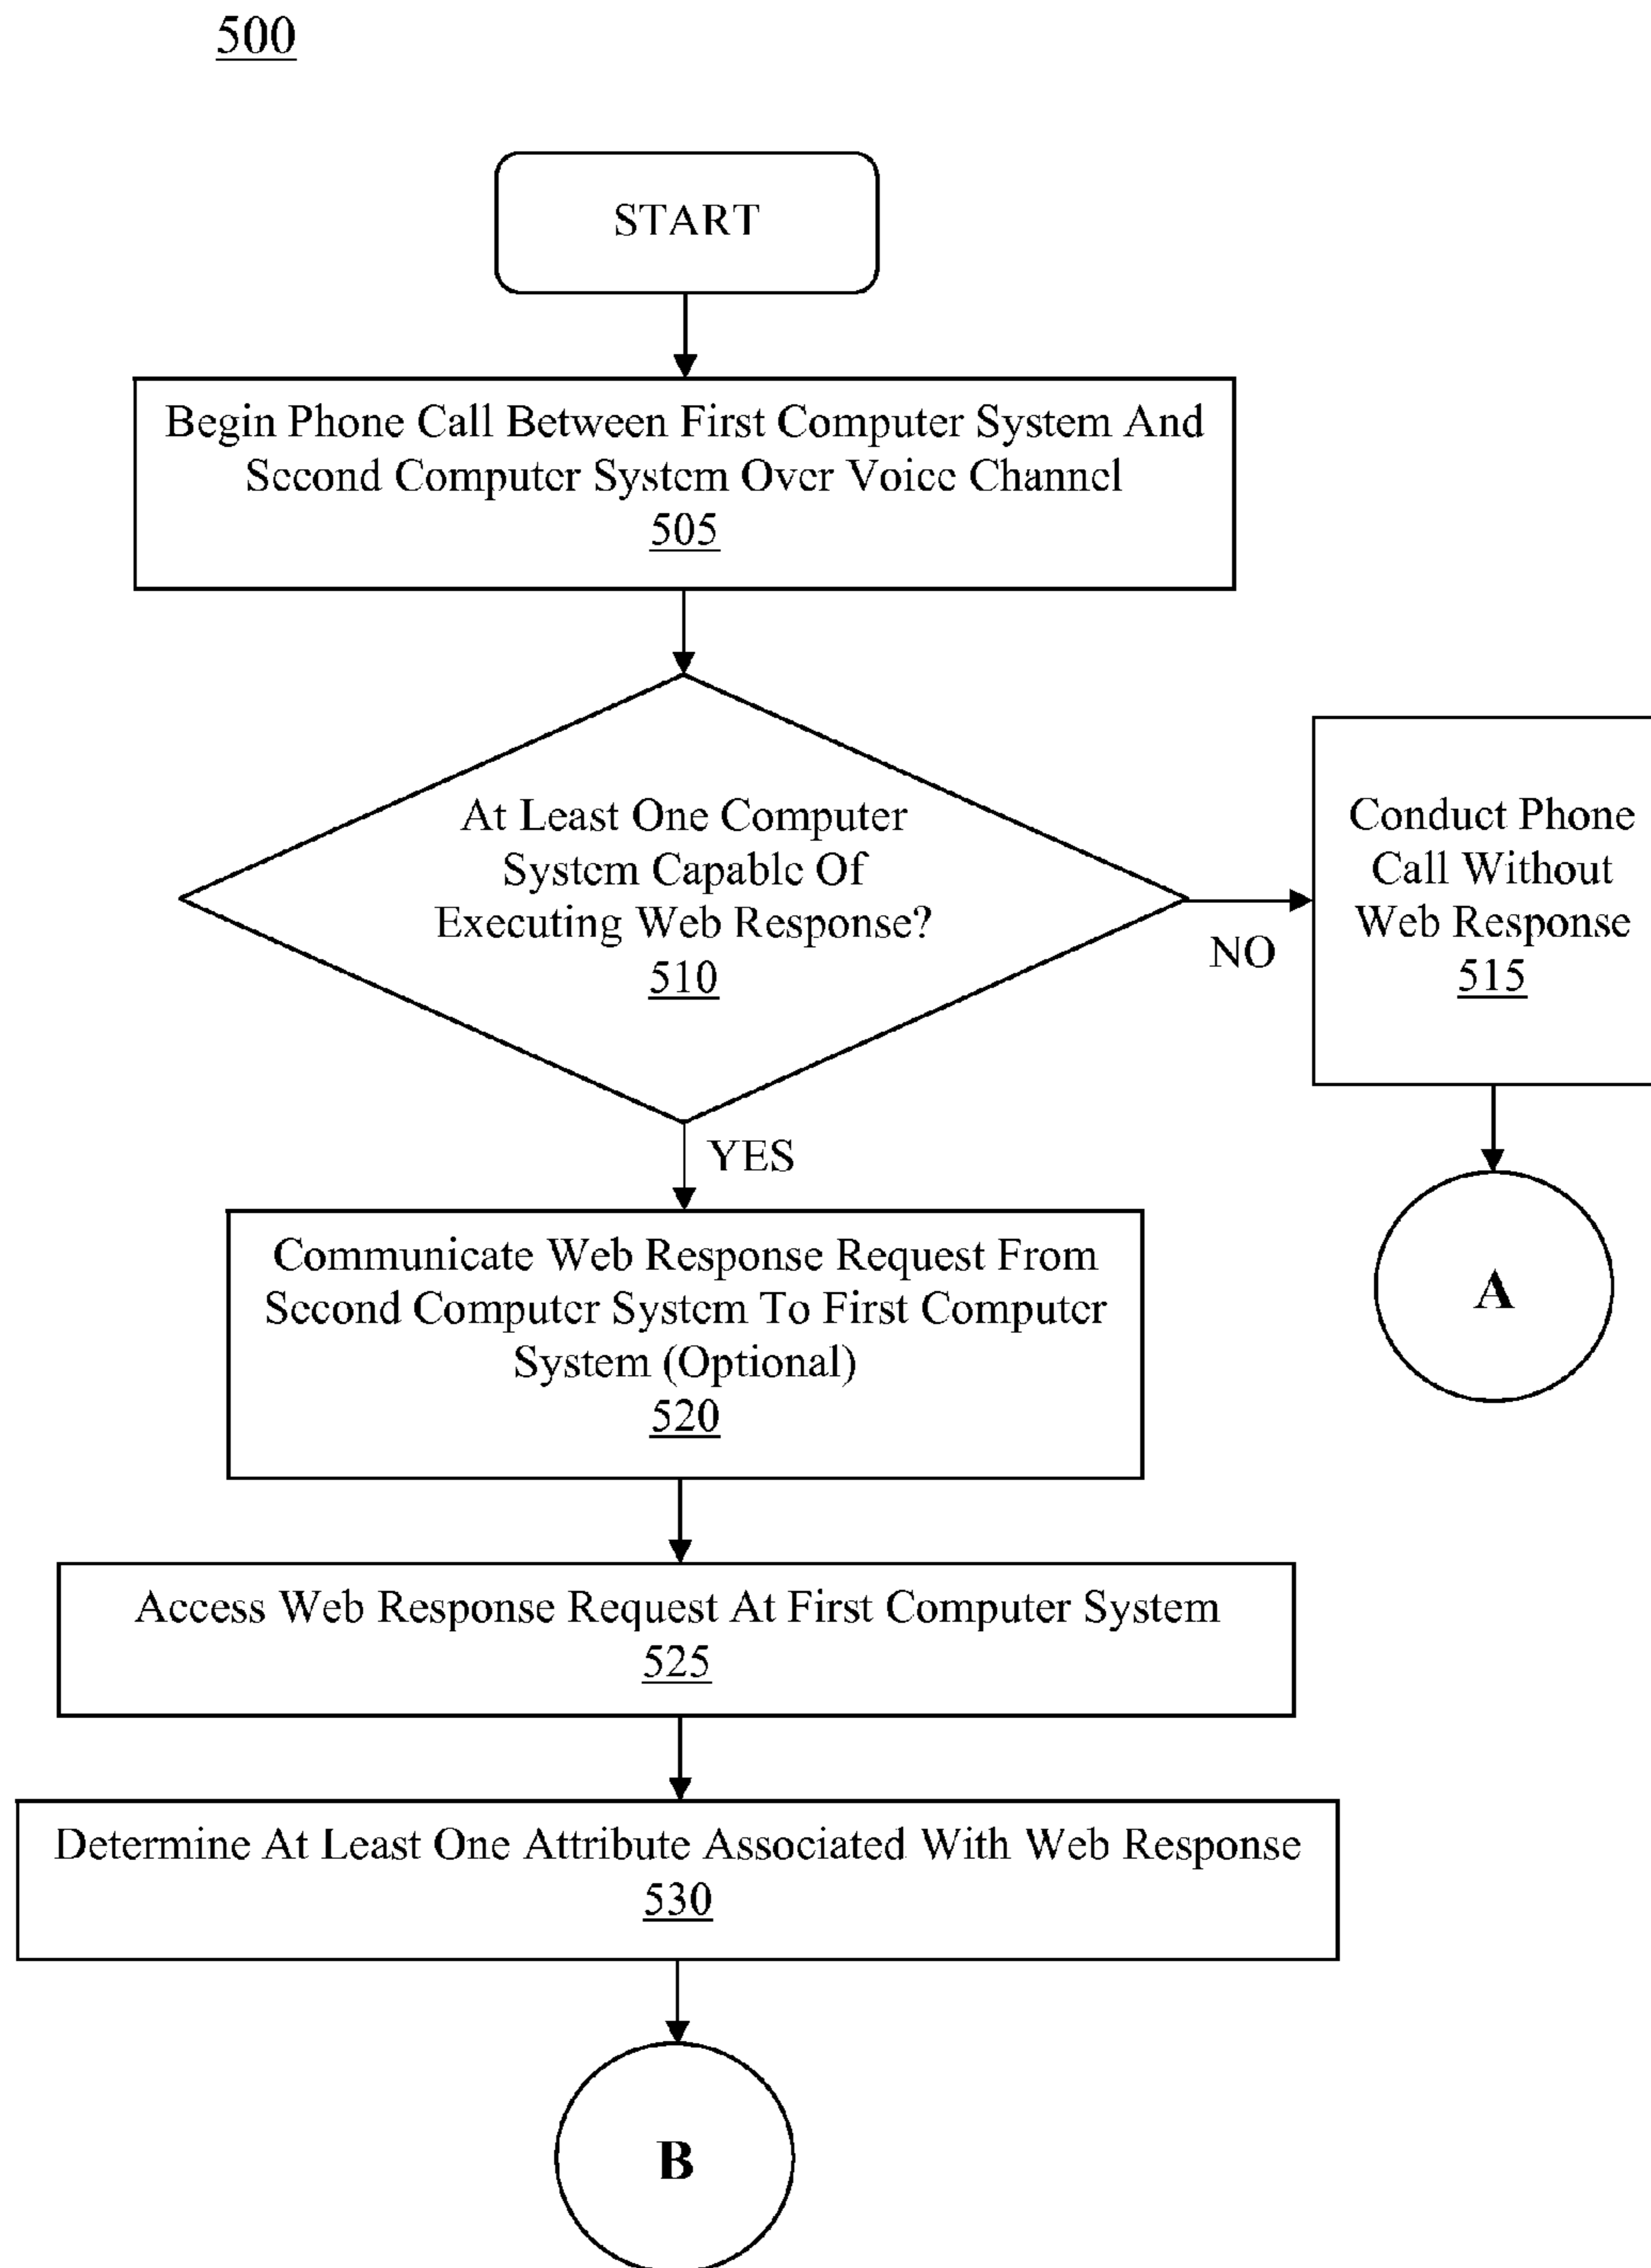 500
START
Begin Phone Call Between First Computer System And
Second Computer System Over Voice Channel
505
At Least One Computer
System Capable Of
Executing Web Response?
510
NO
Conduct Phone
Call Without
Web Response
515
YES
A
Communicate Web Response Request From
Second Computer System To First Computer
System (Optional)
520
Access Web Response Request At First Computer System
525
Determine At Least One Attribute Associated With Web Response
530
B